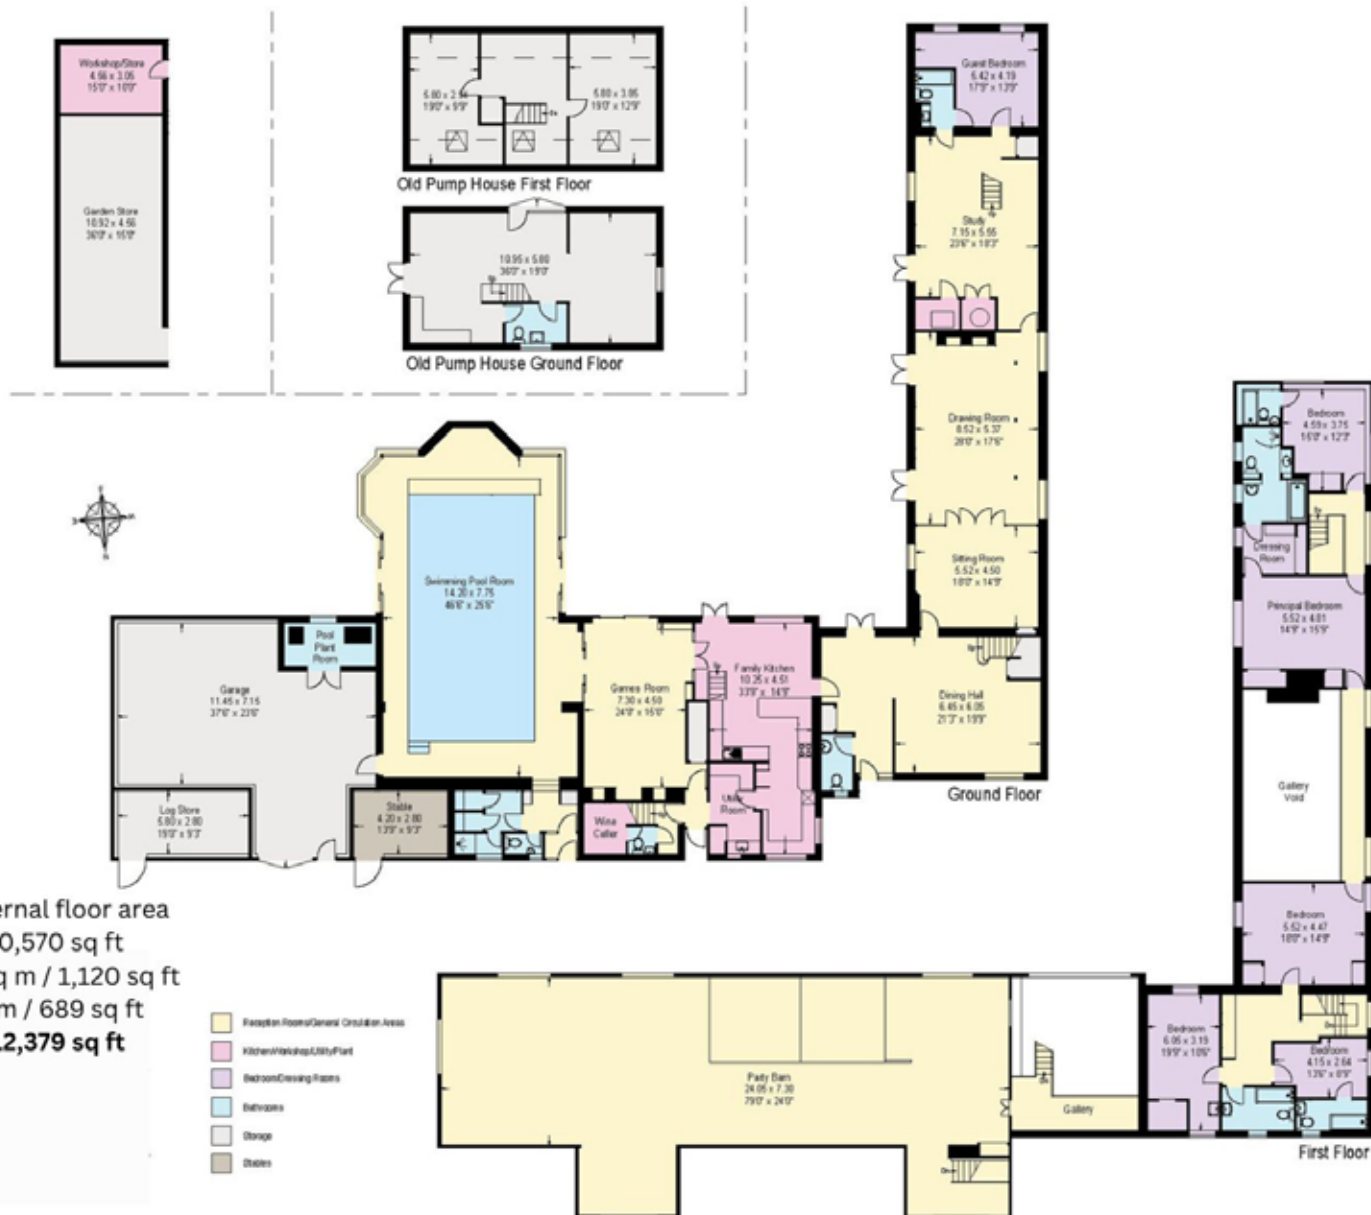 Workshop/Store
4.56 x 3.05
15'0" x 10'0"
Garden Store
10.92 x 4.56
36'0" x 15'0"
19'0" x 9'9"
5.80 x 3.85
19'0" x 12'9"
Old Pump House First Floor
10.95 x 5.80
36'0" x 19'0"
Old Pump House Ground Floor
Guest Bedroom
5.42 x 4.19
17'9" x 13'9"
Study
7.15 x 5.55
23'6" x 18'3"
Drawing Room
8.52 x 5.37
28'0" x 17'6"
Sitting Room
5.52 x 4.50
18'0" x 14'9"
Swimming Pool Room
14.20 x 7.75
46'6" x 25'6"
Pool
Plant
Room
Garage
11.45 x 7.15
37'6" x 23'6"
Games Room
7.30 x 4.50
24'0" x 15'0"
Family Kitchen
10.25 x 4.51
33'9" x 14'9"
Dining Hall
6.45 x 6.05
21'3" x 19'9"
Ground Floor
Log Store
5.80 x 2.80
19'0" x 9'3"
Stable
4.20 x 2.80
13'9" x 9'3"
Wine
Cellar
Utility
Room
Bedroom
4.59 x 3.75
15'0" x 12'3"
Dressing
Room
Principal Bedroom
5.52 x 4.81
14'9" x 15'9"
Gallery
Void
Bedroom
5.52 x 4.47
18'0" x 14'9"
Bedroom
6.05 x 3.19
19'9" x 10'6"
Bedroom
4.15 x 2.64
13'6" x 8'9"
First Floor
Party Barn
24.05 x 7.30
79'0" x 24'0"
Gallery
ernal floor area
0,570 sq ft
q m / 1,120 sq ft
m / 689 sq ft
12,379 sq ft
Reception Rooms/General Circulation Areas
Kitchen/Workshop/Utility/Plant
Bedroom/Dressing Rooms
Bathrooms
Storage
Stables